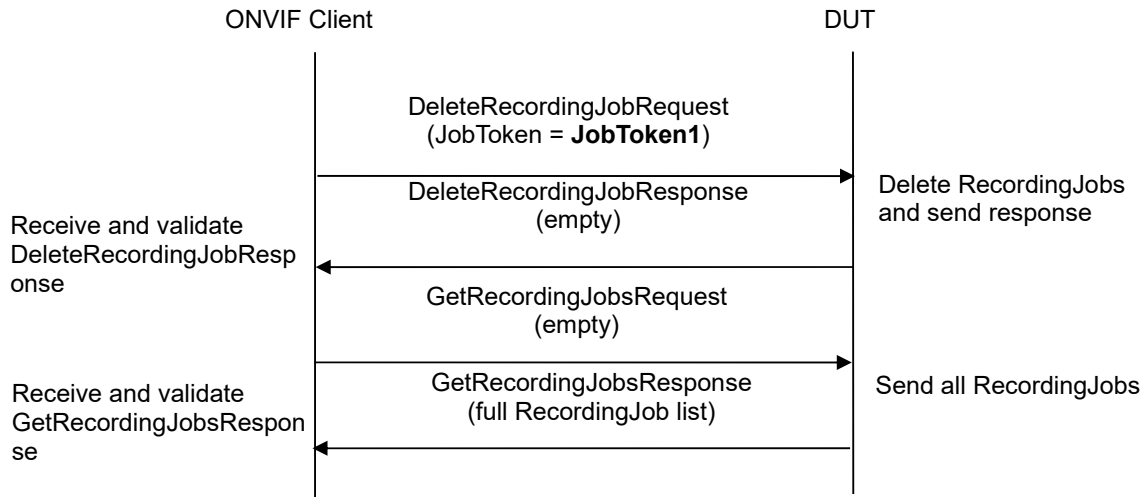 ONVIF Client
DUT
DeleteRecordingJobRequest
(JobToken = JobToken1)
Delete RecordingJobs
and send response
DeleteRecordingJobResponse
(empty)
Receive and validate
DeleteRecordingJobResp
onse
GetRecordingJobsRequest
(empty)
Send all RecordingJobs
GetRecordingJobsResponse
(full RecordingJob list)
Receive and validate
GetRecordingJobsRespon
se